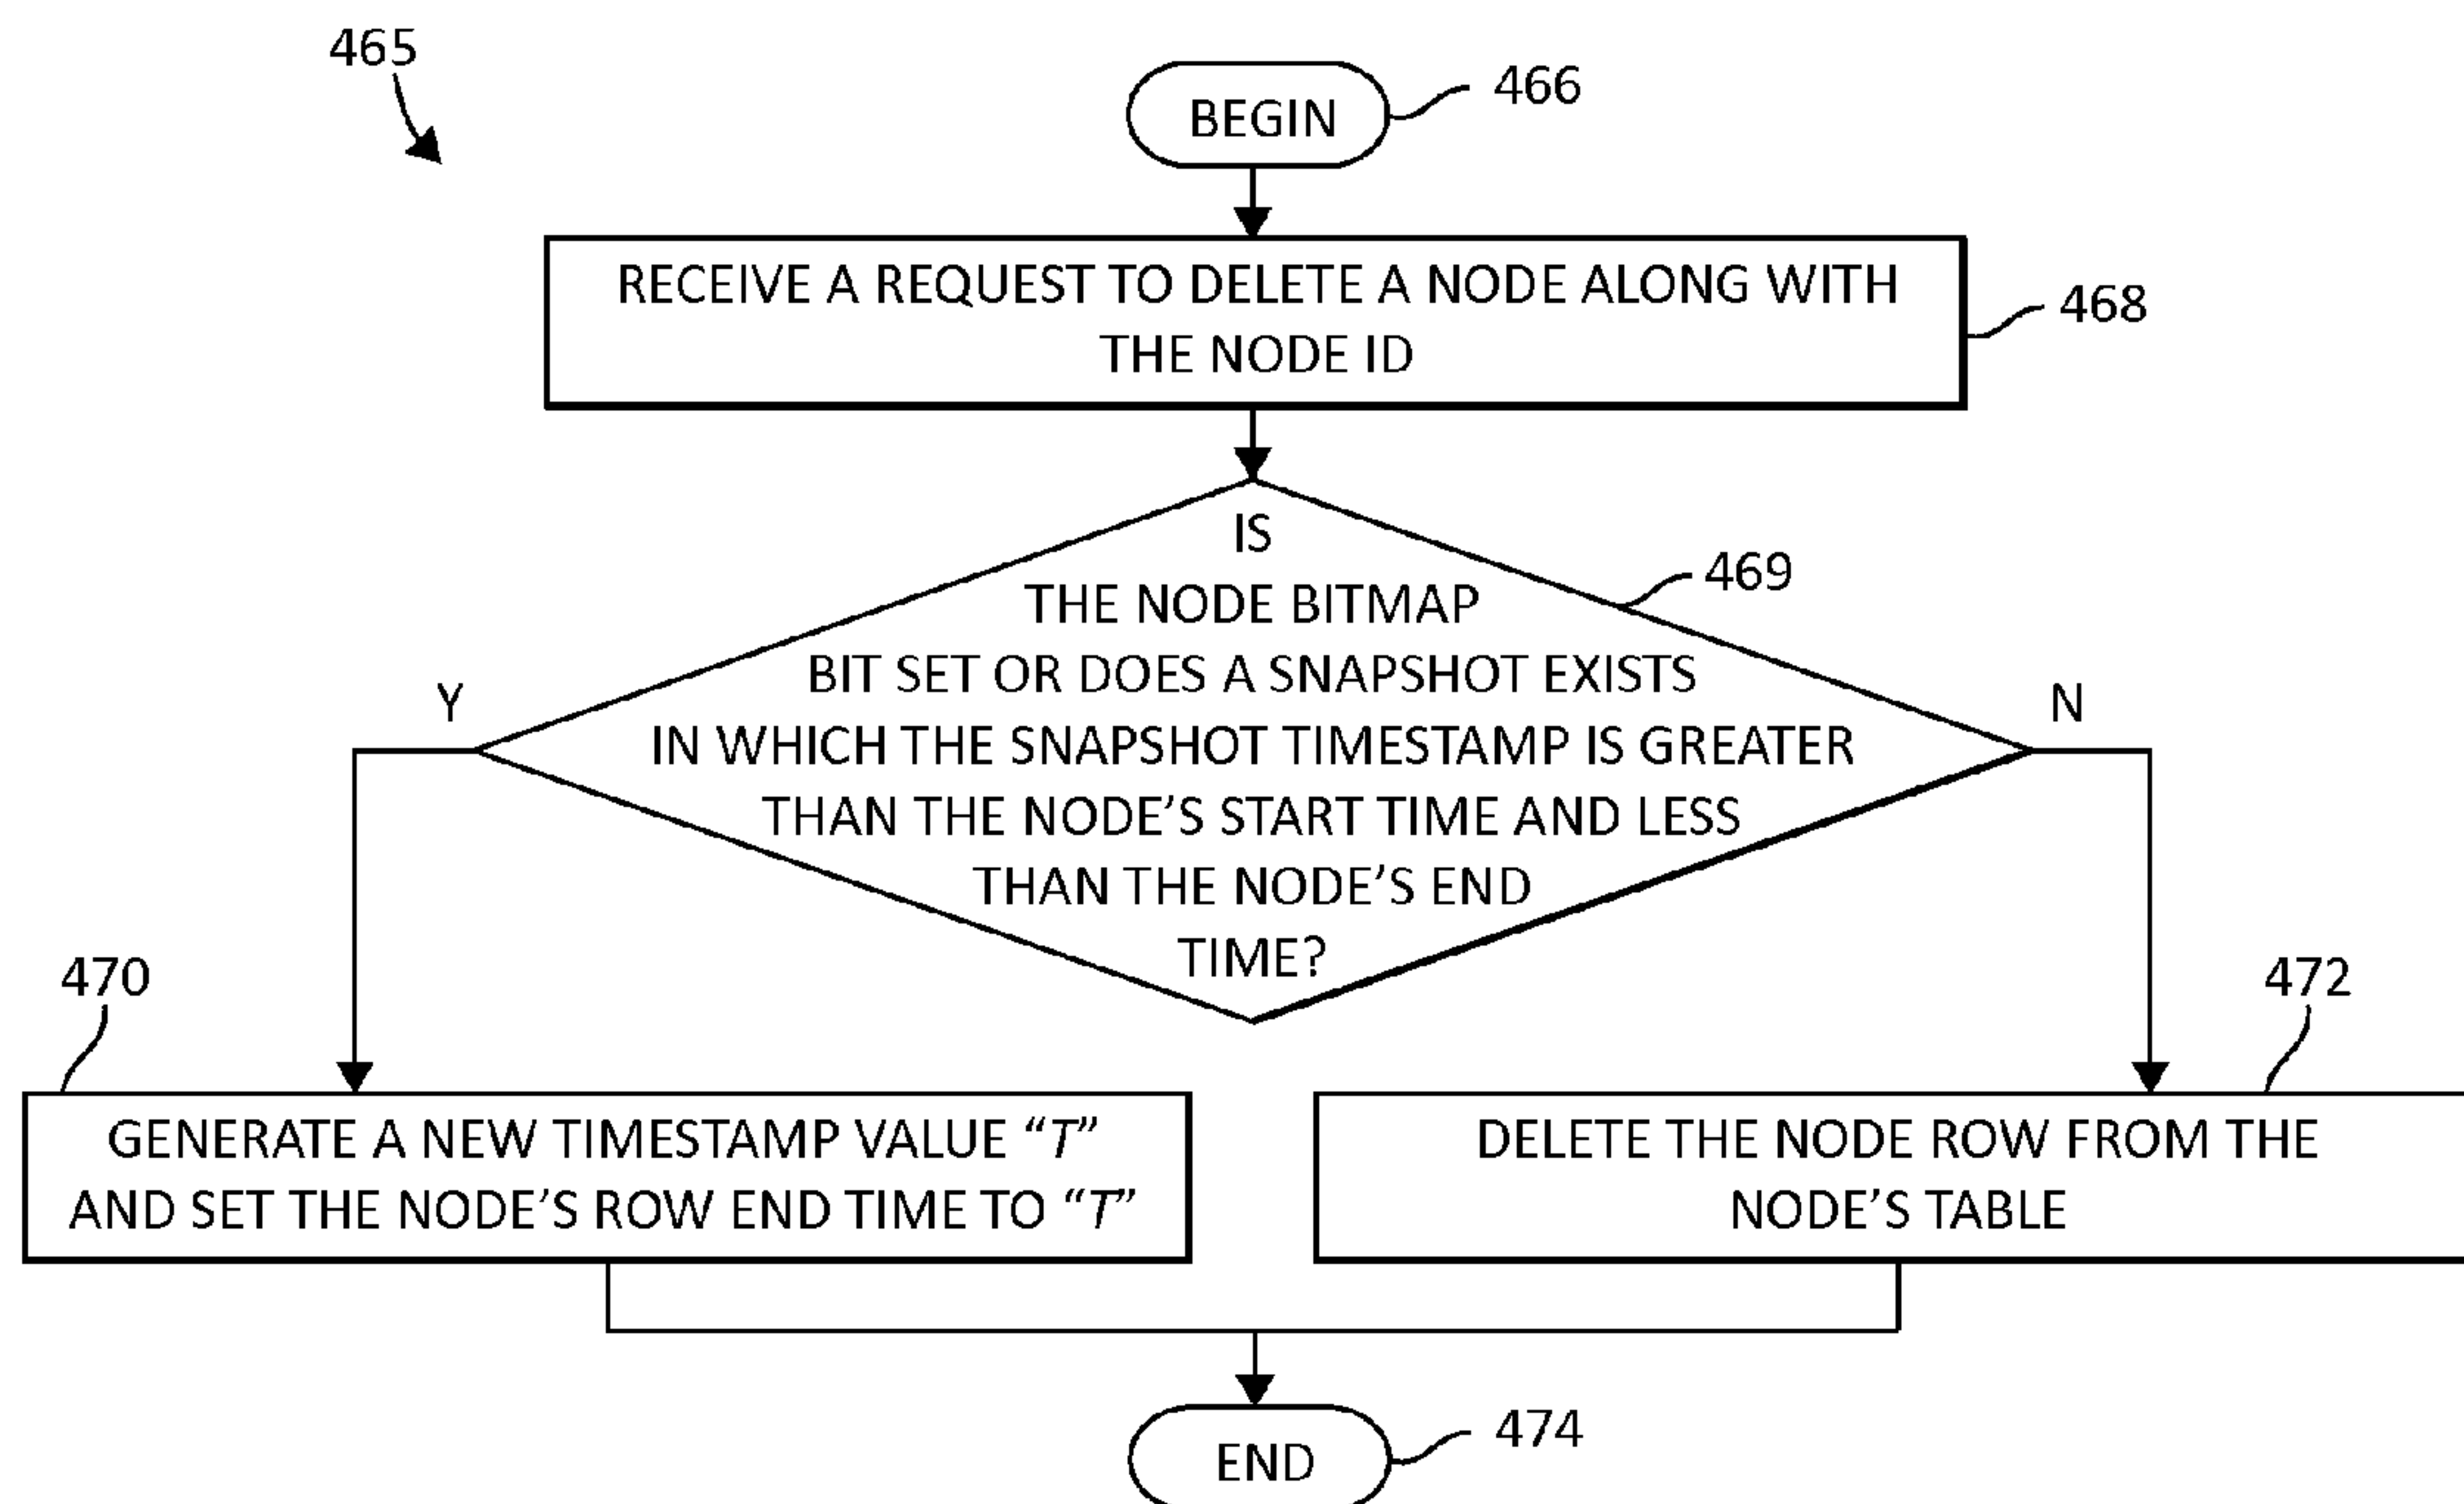 465
BEGIN
466
RECEIVE A REQUEST TO DELETE A NODE ALONG WITH
THE NODE ID
468
IS
THE NODE BITMAP
BIT SET OR DOES A SNAPSHOT EXISTS
IN WHICH THE SNAPSHOT TIMESTAMP IS GREATER
THAN THE NODE’S START TIME AND LESS
THAN THE NODE’S END
TIME?
469
Y
N
470
GENERATE A NEW TIMESTAMP VALUE “T”
AND SET THE NODE’S ROW END TIME TO “T”
472
DELETE THE NODE ROW FROM THE
NODE’S TABLE
END
474